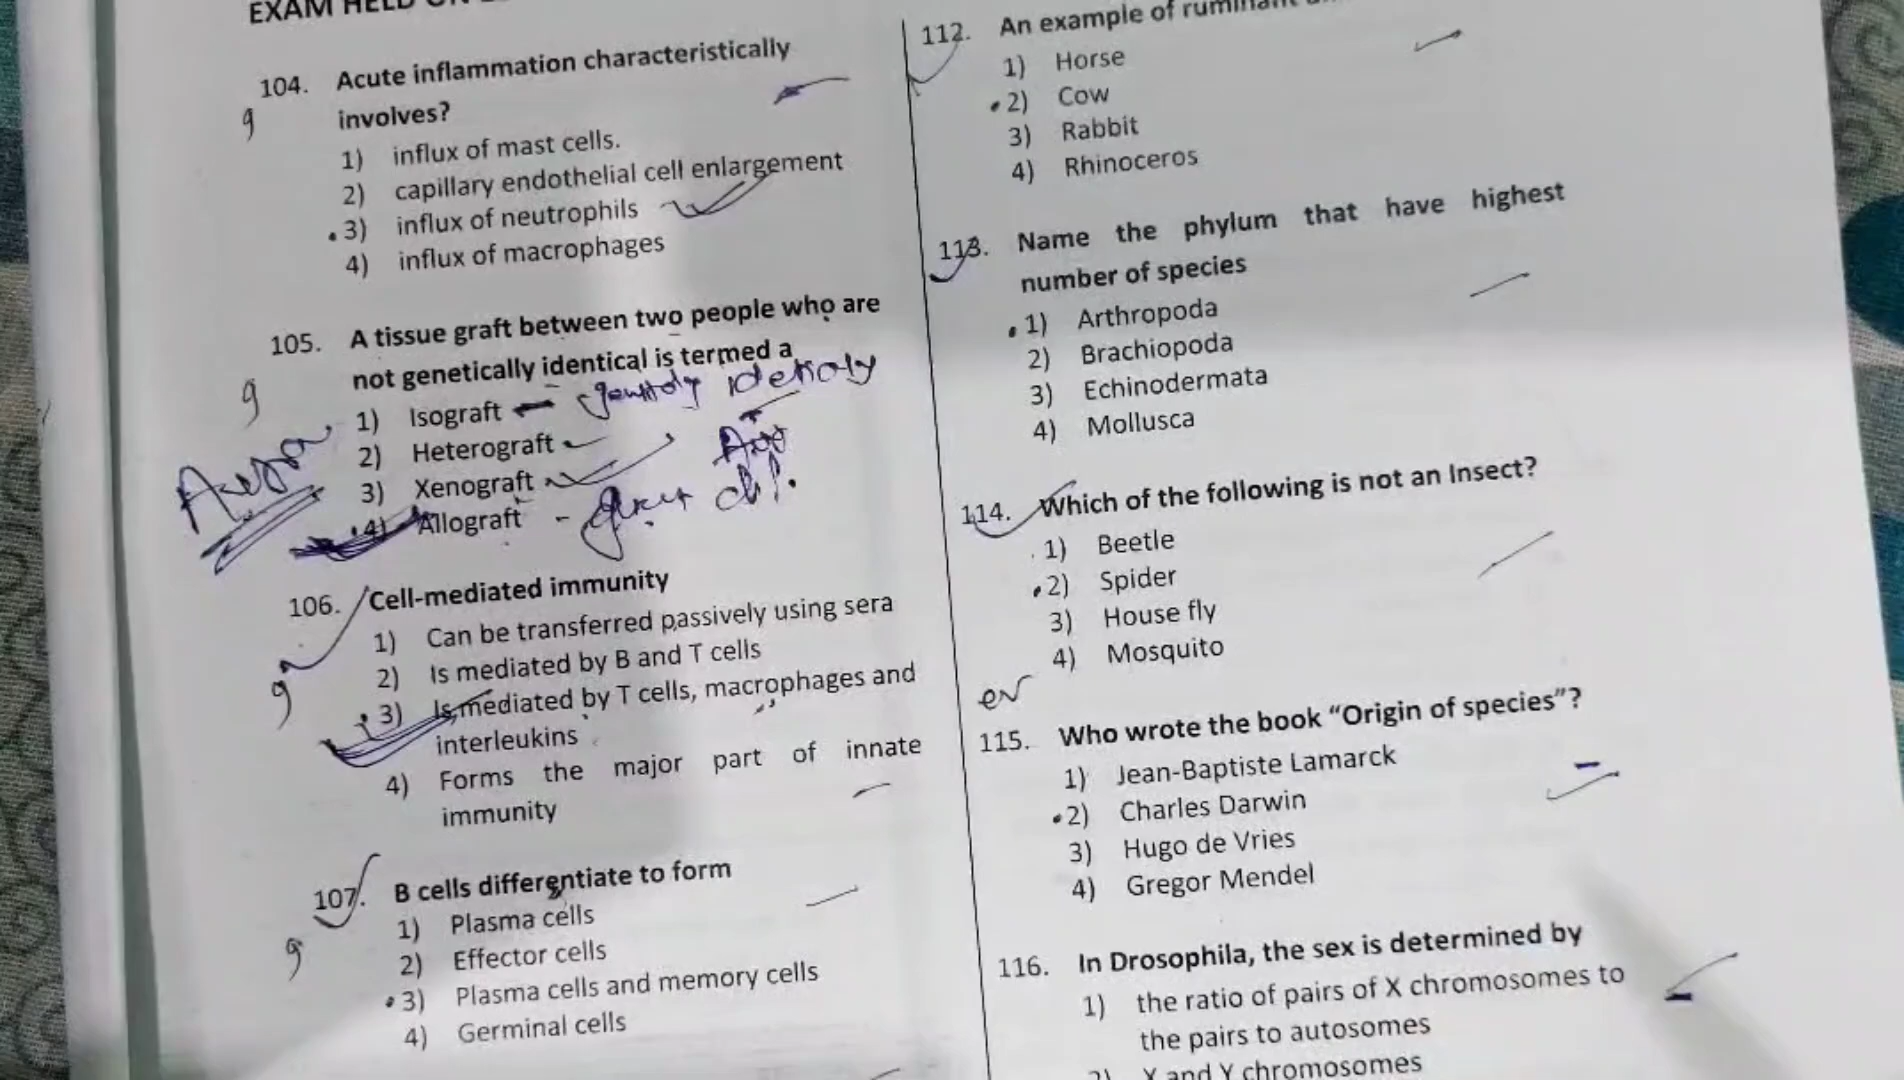 EXAM HELD ON
104. Acute inflammation characteristically
involves?
1) influx of mast cells.
2) capillary endothelial cell enlargement
3) influx of neutrophils
4) influx of macrophages
105. A tissue graft between two people who are
not genetically identical is termed a
1) Isograft
2) Heterograft
3) Xenograft
4) Allograft
106. Cell-mediated immunity
1) Can be transferred passively using sera
2) Is mediated by B and T cells
3) Is mediated by T cells, macrophages and
interleukins
4) Forms the major part of innate
immunity
107. B cells differentiate to form
1) Plasma cells
2) Effector cells
3) Plasma cells and memory cells
4) Germinal cells
112. An example of ruminant
1) Horse
2) Cow
3) Rabbit
4) Rhinoceros
113. Name the phylum that have highest
number of species
1) Arthropoda
2) Brachiopoda
3) Echinodermata
4) Mollusca
114. Which of the following is not an Insect?
1) Beetle
2) Spider
3) House fly
4) Mosquito
115. Who wrote the book “Origin of species”?
1) Jean-Baptiste Lamarck
2) Charles Darwin
3) Hugo de Vries
4) Gregor Mendel
116. In Drosophila, the sex is determined by
1) the ratio of pairs of X chromosomes to
the pairs to autosomes
2) X and Y chromosomes